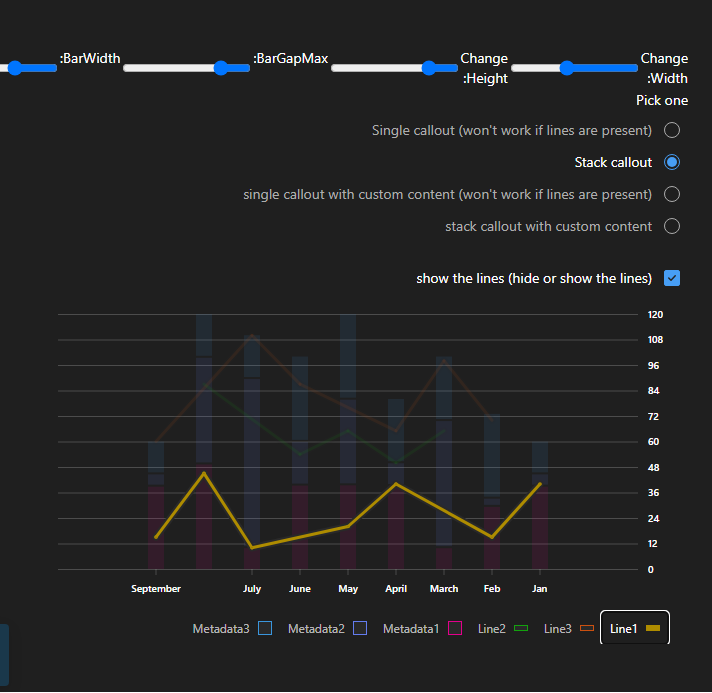 :BarWidth
:BarGapMax
Change
:Height
Change
:Width
Pick one
Single callout (won't work if lines are present)
Stack callout
single callout with custom content (won't work if lines are present)
stack callout with custom content
show the lines (hide or show the lines)
120
108
96
84
72
60
48
36
24
12
0
September July June May April March Feb Jan
Metadata3 Metadata2 Metadata1 Line2 Line3 Line1